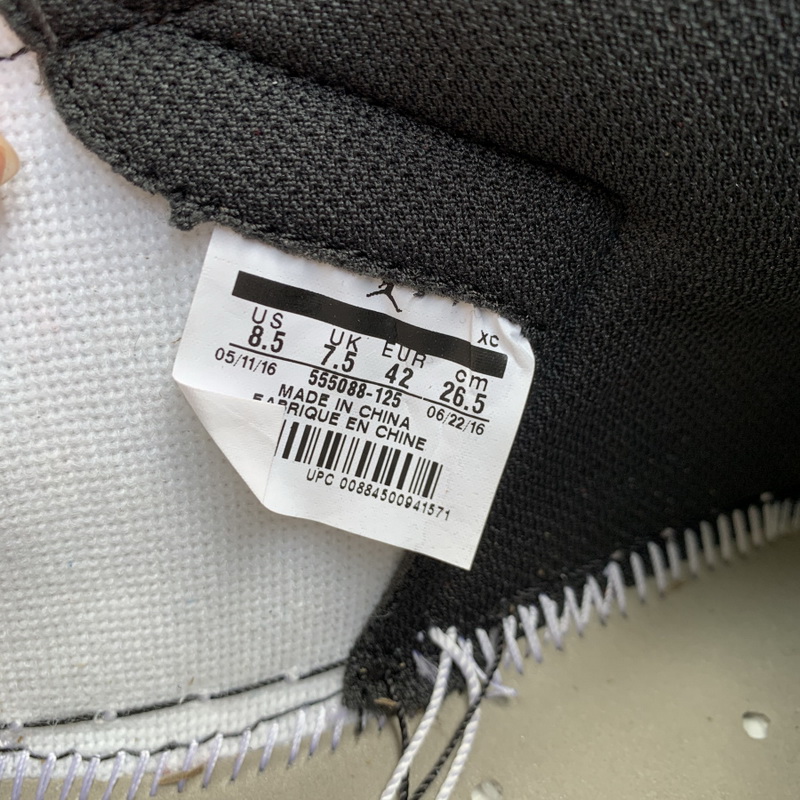 XC
US UK EUR cm
8.5 7.5 42 26.5
05/11/16 555088-125 06/22/16
MADE IN CHINA
FABRIQUE EN CHINE
UPC 00884500941571